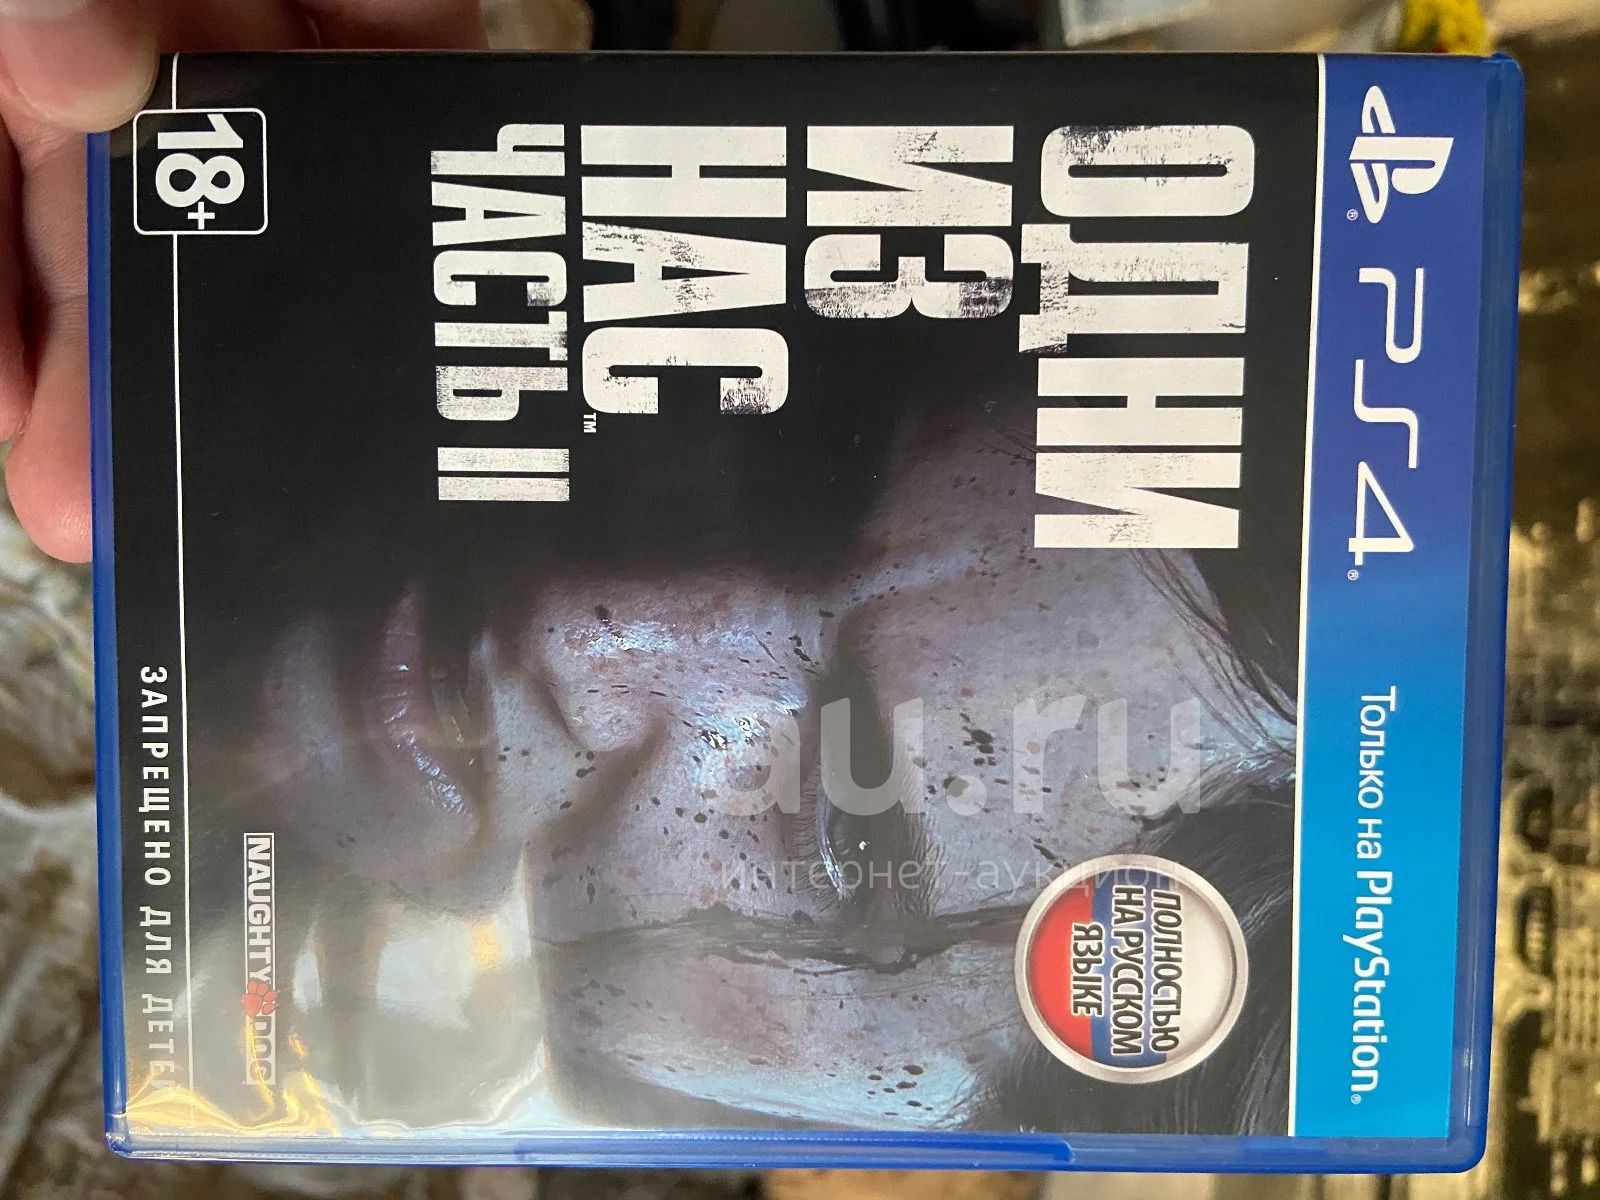 PS4
Только на PlayStation
ОДНИ
ИЗ
НАС™
ЧАСТЬ II
ПОЛНОСТЬЮ
НА РУССКОМ
ЯЗЫКЕ
NAUGHTY DOG
18+
ЗАПРЕЩЕНО ДЛЯ ДЕТЕЙ
au.ru
интернет-аукцион